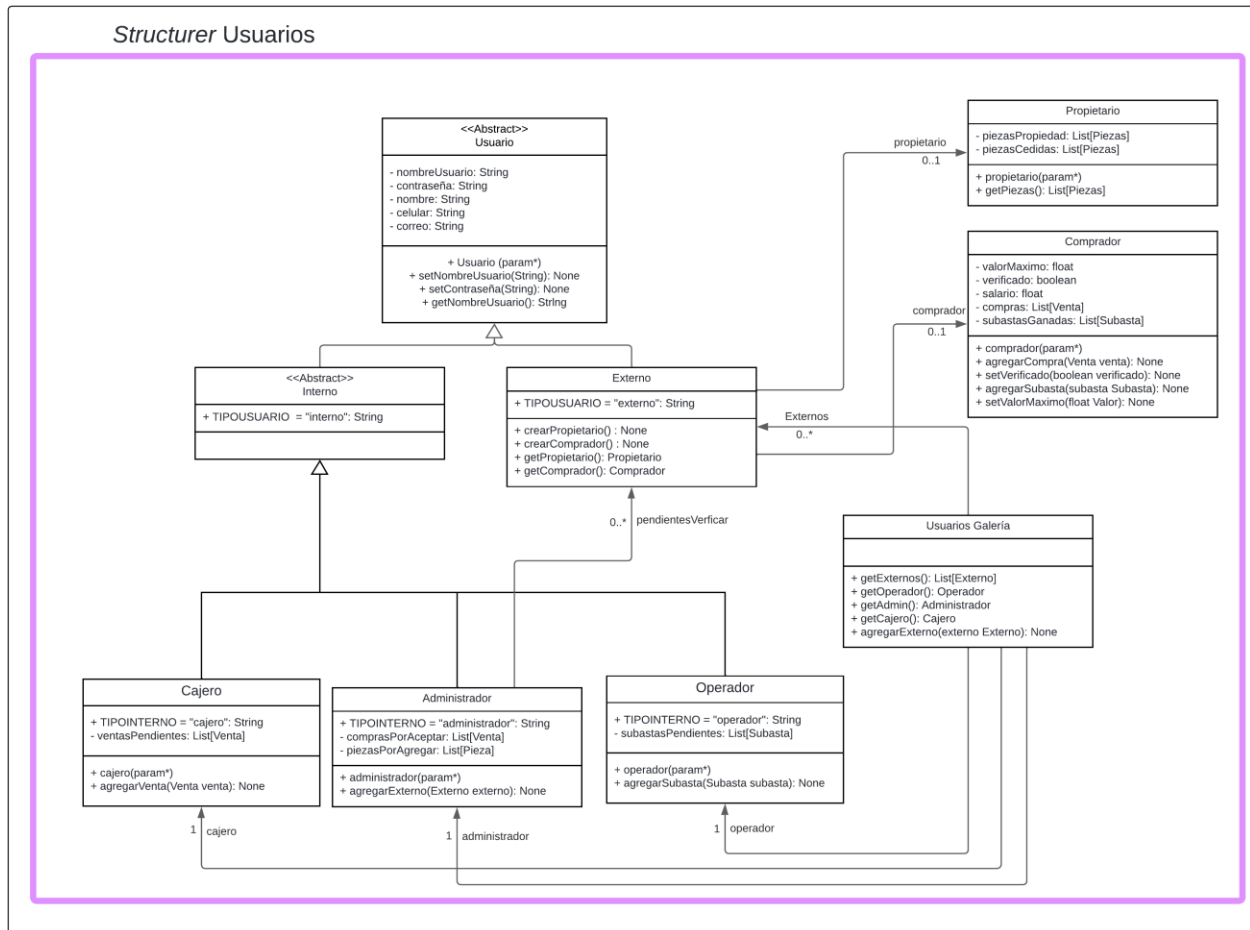 Structurer Usuarios
<<Abstract>>
Usuario
- nombreUsuario: String
- contraseña: String
- nombre: String
- celular: String
- correo: String
+ Usuario (param*)
+ setNombreUsuario(String): None
+ setContraseña(String): None
+ getNombreUsuario(): StrIng
Propietario
- piezasPropiedad: List[Piezas]
- piezasCedidas: List[Piezas]
+ propietario(param*)
+ getPiezas(): List[Piezas]
propietario
0..1
Comprador
- valorMaximo: float
- verificado: boolean
- salario: float
- compras: List[Venta]
- subastasGanadas: List[Subasta]
+ comprador(param*)
+ agregarCompra(Venta venta): None
+ setVerificado(boolean verificado): None
+ agregarSubasta(subasta Subasta): None
+ setValorMaximo(float Valor): None
comprador
0..1
<<Abstract>>
Interno
+ TIPOUSUARIO  = "interno": String
Externo
+ TIPOUSUARIO = "externo": String
+ crearPropietario() : None
+ crearComprador() : None
+ getPropietario(): Propietario
+ getComprador(): Comprador
Externos
0..*
0..*
pendientesVerficar
Usuarios Galería
+ getExternos(): List[Externo]
+ getOperador(): Operador
+ getAdmin(): Administrador
+ getCajero(): Cajero
+ agregarExterno(externo Externo): None
Cajero
+ TIPOINTERNO = "cajero": String
- ventasPendientes: List[Venta]
+ cajero(param*)
+ agregarVenta(Venta venta): None
Administrador
+ TIPOINTERNO = "administrador": String
- comprasPorAceptar: List[Venta]
- piezasPorAgregar: List[Pieza]
+ administrador(param*)
+ agregarExterno(Externo externo): None
Operador
+ TIPOINTERNO = "operador": String
- subastasPendientes: List[Subasta]
+ operador(param*)
+ agregarSubasta(Subasta subasta): None
1 cajero
1 administrador
1 operador